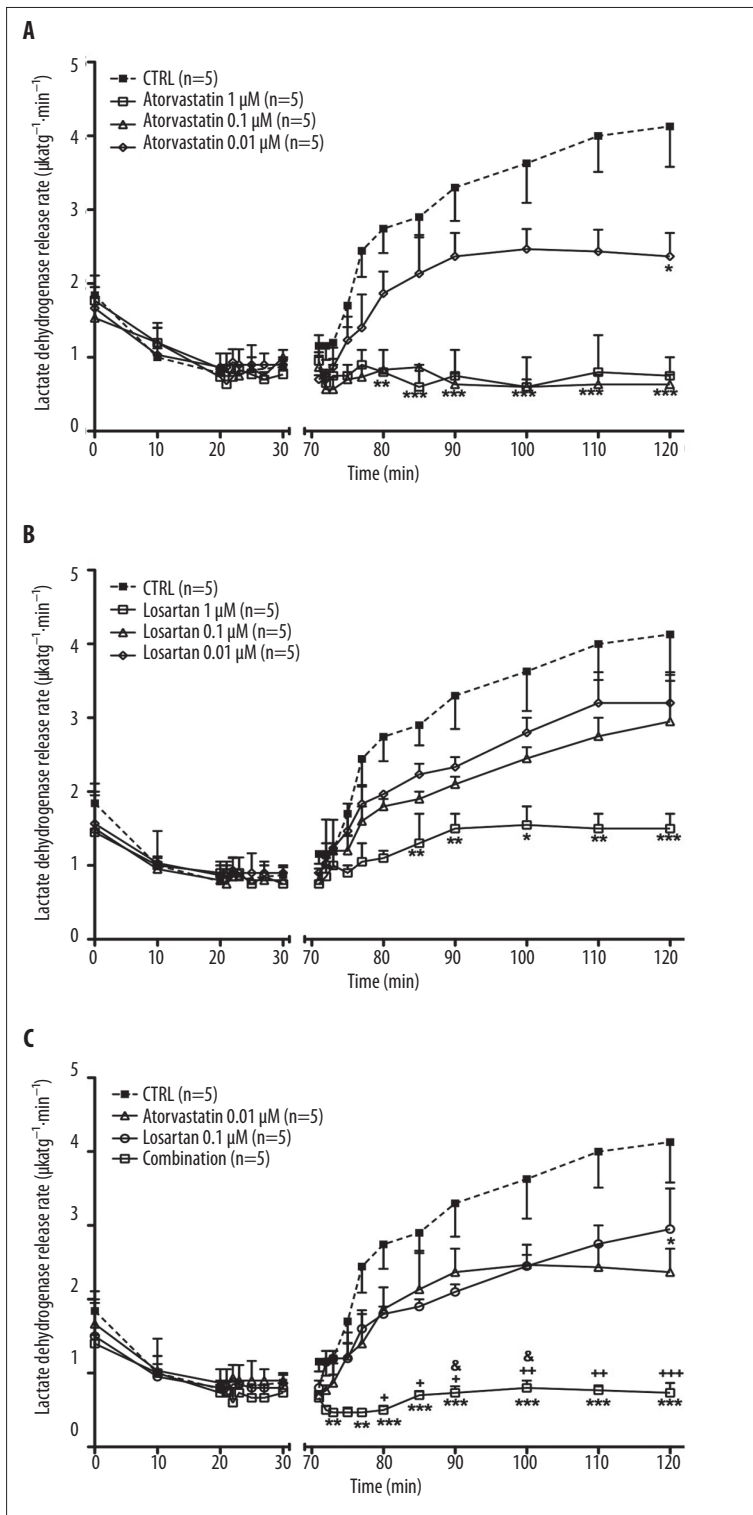 A
Lactate dehydrogenase release rate (μkatg⁻¹·min⁻¹)
5
4
3
2
1
0
CTRL (n=5)
Atorvastatin 1 μM (n=5)
Atorvastatin 0.1 μM (n=5)
Atorvastatin 0.01 μM (n=5)
*
** *** *** *** *** ***
0 10 20 30 70 80 90 100 110 120
Time (min)
B
Lactate dehydrogenase release rate (μkatg⁻¹·min⁻¹)
5
4
3
2
1
0
CTRL (n=5)
Losartan 1 μM (n=5)
Losartan 0.1 μM (n=5)
Losartan 0.01 μM (n=5)
** ** * ** ***
0 10 20 30 70 80 90 100 110 120
Time (min)
C
Lactate dehydrogenase release rate (μkatg⁻¹·min⁻¹)
5
4
3
2
1
0
CTRL (n=5)
Atorvastatin 0.01 μM (n=5)
Losartan 0.1 μM (n=5)
Combination (n=5)
*
& &
+ + + ++ ++ +++
** ** *** *** *** *** *** ***
0 10 20 30 70 80 90 100 110 120
Time (min)